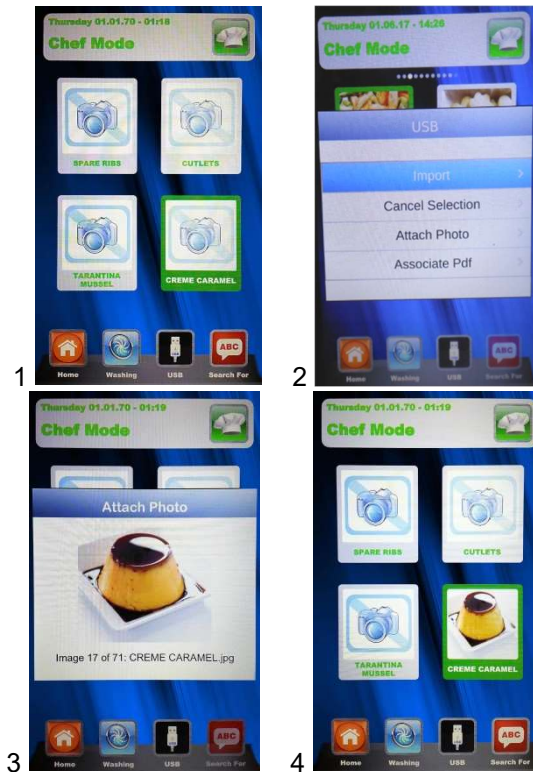 Thursday 01.01.70 - 01:18
Chef Mode
SPARE RIBS
CUTLETS
TARANTINA
MUSSEL
CREME CARAMEL
ABC
Home
Washing
USB
Search For
1
Thursday 01.06.17 - 14:26
Chef Mode
USB
Import
Cancel Selection
Attach Photo
Associate Pdf
ABC
Home
Washing
USB
Search For
2
Thursday 01.01.70 - 01:19
Chef Mode
Attach Photo
Image 17 of 71: CREME CARAMEL.jpg
ABC
Home
Washing
USB
Search For
3
Thursday 01.01.70 - 01:19
Chef Mode
SPARE RIBS
CUTLETS
TARANTINA
MUSSEL
CREME CARAMEL
ABC
Home
Washing
USB
Search For
4